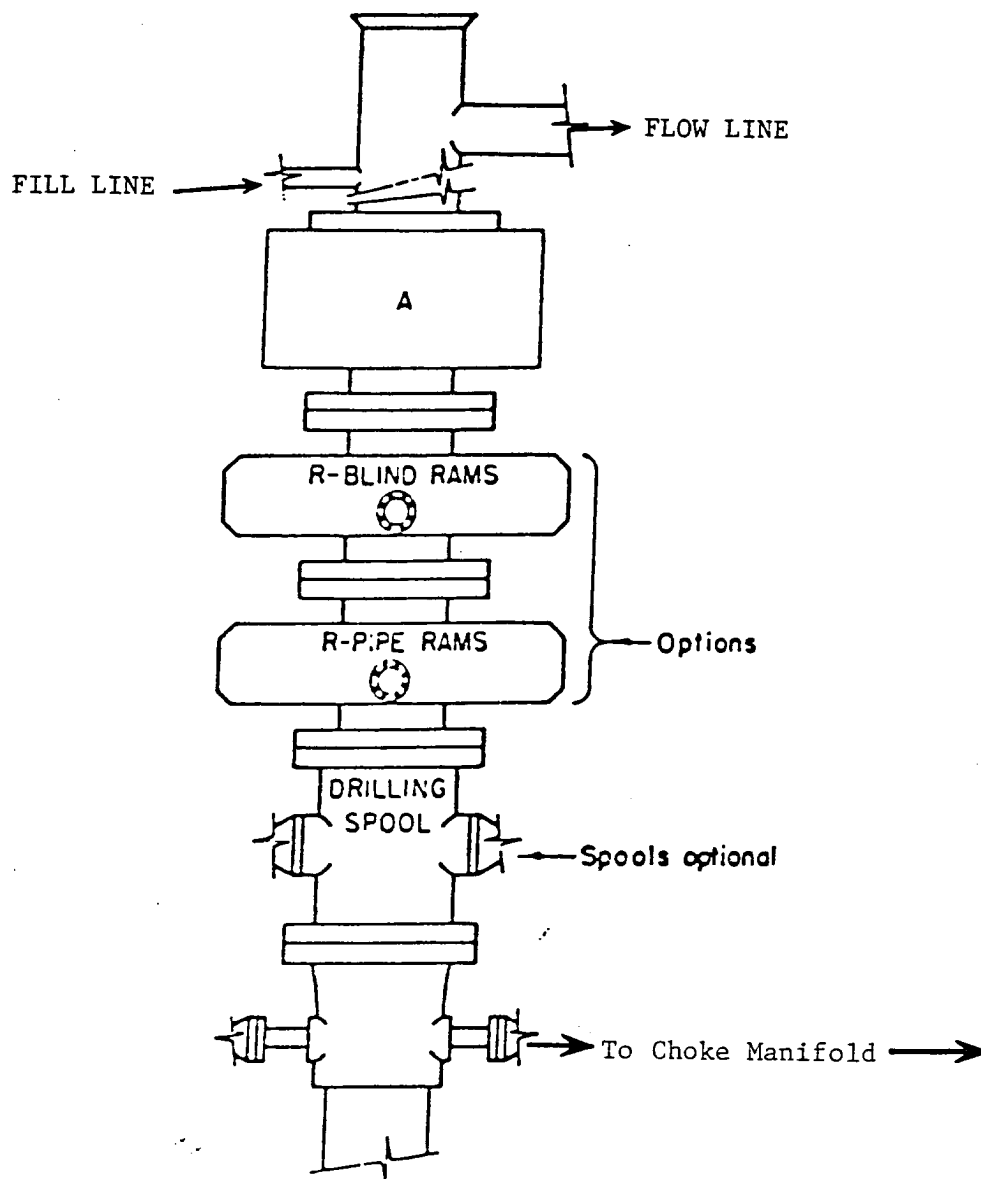 FLOW LINE
FILL LINE
A
R-BLIND RAMS
R-PIPE RAMS
Options
DRILLING
SPOOL
Spools optional
To Choke Manifold